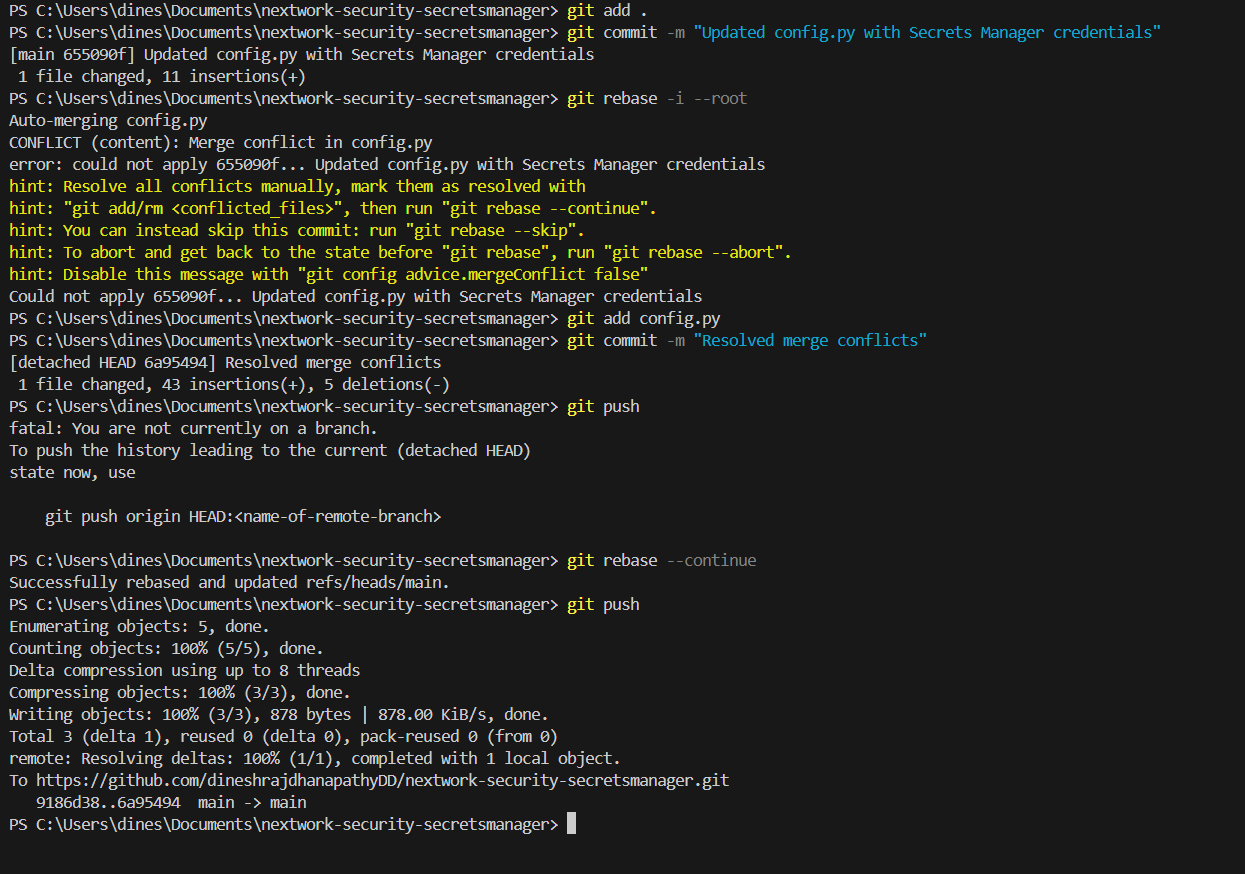 PS C:\Users\dines\Documents\nextwork-security-secretsmanager> git add .
PS C:\Users\dines\Documents\nextwork-security-secretsmanager> git commit -m "Updated config.py with Secrets Manager credentials"
[main 655090f] Updated config.py with Secrets Manager credentials
 1 file changed, 11 insertions(+)
PS C:\Users\dines\Documents\nextwork-security-secretsmanager> git rebase -i --root
Auto-merging config.py
CONFLICT (content): Merge conflict in config.py
error: could not apply 655090f... Updated config.py with Secrets Manager credentials
hint: Resolve all conflicts manually, mark them as resolved with
hint: "git add/rm <conflicted_files>", then run "git rebase --continue".
hint: You can instead skip this commit: run "git rebase --skip".
hint: To abort and get back to the state before "git rebase", run "git rebase --abort".
hint: Disable this message with "git config advice.mergeConflict false"
Could not apply 655090f... Updated config.py with Secrets Manager credentials
PS C:\Users\dines\Documents\nextwork-security-secretsmanager> git add config.py
PS C:\Users\dines\Documents\nextwork-security-secretsmanager> git commit -m "Resolved merge conflicts"
[detached HEAD 6a95494] Resolved merge conflicts
 1 file changed, 43 insertions(+), 5 deletions(-)
PS C:\Users\dines\Documents\nextwork-security-secretsmanager> git push
fatal: You are not currently on a branch.
To push the history leading to the current (detached HEAD)
state now, use

    git push origin HEAD:<name-of-remote-branch>

PS C:\Users\dines\Documents\nextwork-security-secretsmanager> git rebase --continue
Successfully rebased and updated refs/heads/main.
PS C:\Users\dines\Documents\nextwork-security-secretsmanager> git push
Enumerating objects: 5, done.
Counting objects: 100% (5/5), done.
Delta compression using up to 8 threads
Compressing objects: 100% (3/3), done.
Writing objects: 100% (3/3), 878 bytes | 878.00 KiB/s, done.
Total 3 (delta 1), reused 0 (delta 0), pack-reused 0 (from 0)
remote: Resolving deltas: 100% (1/1), completed with 1 local object.
To https://github.com/dineshrajdhanapathyDD/nextwork-security-secretsmanager.git
   9186d38..6a95494  main -> main
PS C:\Users\dines\Documents\nextwork-security-secretsmanager>